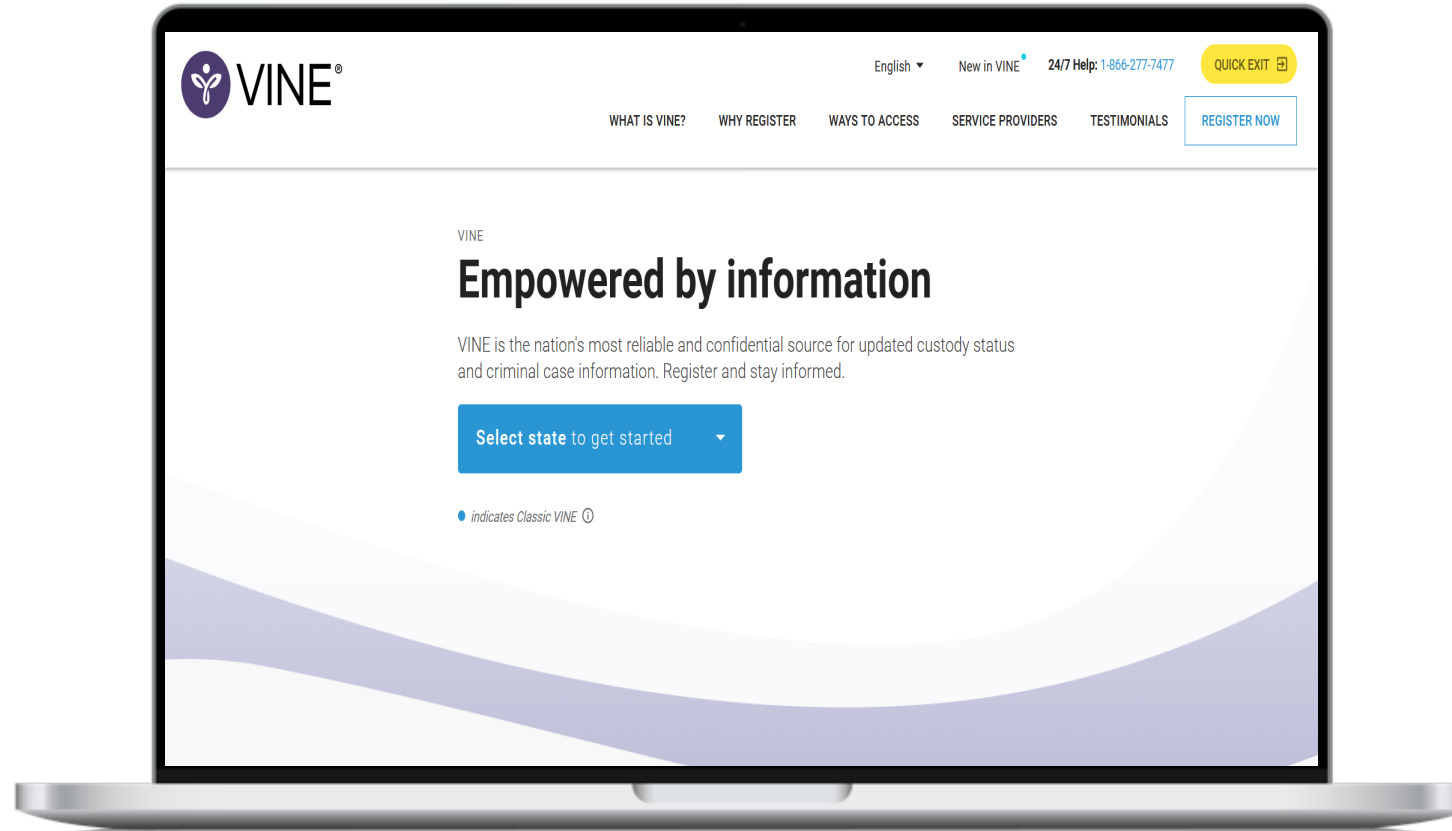 VINE®
English
New in VINE
24/7 Help: 1-866-277-7477
QUICK EXIT
WHAT IS VINE?
WHY REGISTER
WAYS TO ACCESS
SERVICE PROVIDERS
TESTIMONIALS
REGISTER NOW
VINE
Empowered by information
VINE is the nation's most reliable and confidential source for updated custody status
and criminal case information. Register and stay informed.
Select state to get started
indicates Classic VINE